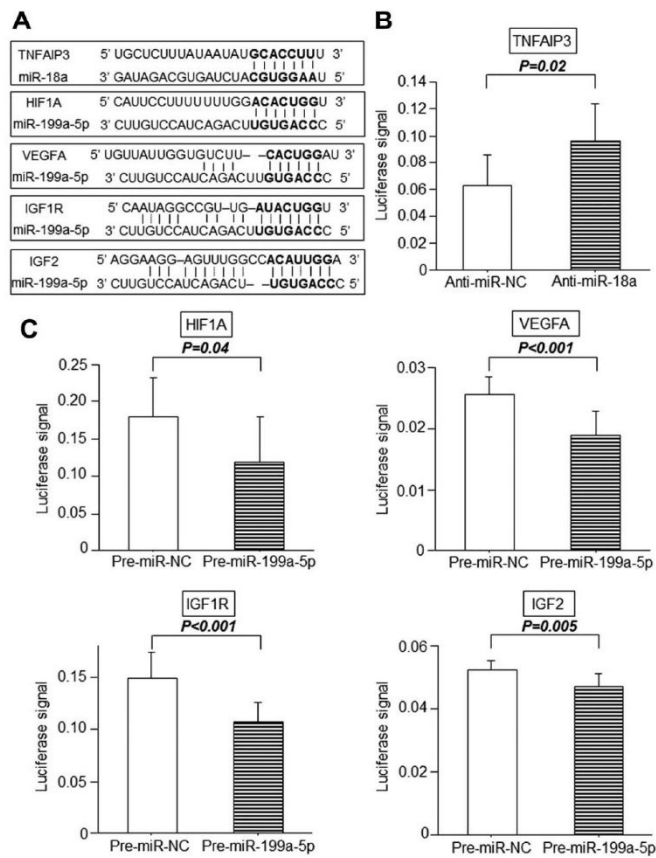 A
TNFAIP3 5' UGCUCUUUAUAAUAUGCACCUUU 3'
miR-18a 3' GAUAGACGUGAUCUACGUGGAAU 5'
HIF1A 5' CAUUCCUUUUUUUGGACACUGGU 3'
miR-199a-5p 3' CUUGUCCAUCAGACUUGUGACCC 5'
VEGFA 5' UGUUAUUGGUGUCUU– –CACUGGAU 3'
miR-199a-5p 3' CUUGUCCAUCAGACUUGUGACCC 5'
IGF1R 5' CAAUAGGCCGU–UG–AUACUGGU 3'
miR-199a-5p 3' CUUGUCCAUCAGACUUGUGACCC 5'
IGF2 5' AGGAAGG–AGUUUGGCCACAUUGGA 3'
miR-199a-5p 3' CUUGUCCAUCAGACU– –UGUGACCC 5'
B
TNFAIP3
P=0.02
Luciferase signal
0.14
0.12
0.10
0.08
0.06
0.04
0.02
0
Anti-miR-NC Anti-miR-18a
C
HIF1A
P=0.04
Luciferase signal
0.25
0.20
0.15
0.10
0.05
0
Pre-miR-NC Pre-miR-199a-5p
VEGFA
P<0.001
Luciferase signal
0.03
0.02
0.01
0
Pre-miR-NC Pre-miR-199a-5p
IGF1R
P<0.001
Luciferase signal
0.15
0.10
0.05
0
Pre-miR-NC Pre-miR-199a-5p
IGF2
P=0.005
Luciferase signal
0.06
0.04
0.02
0
Pre-miR-NC Pre-miR-199a-5p